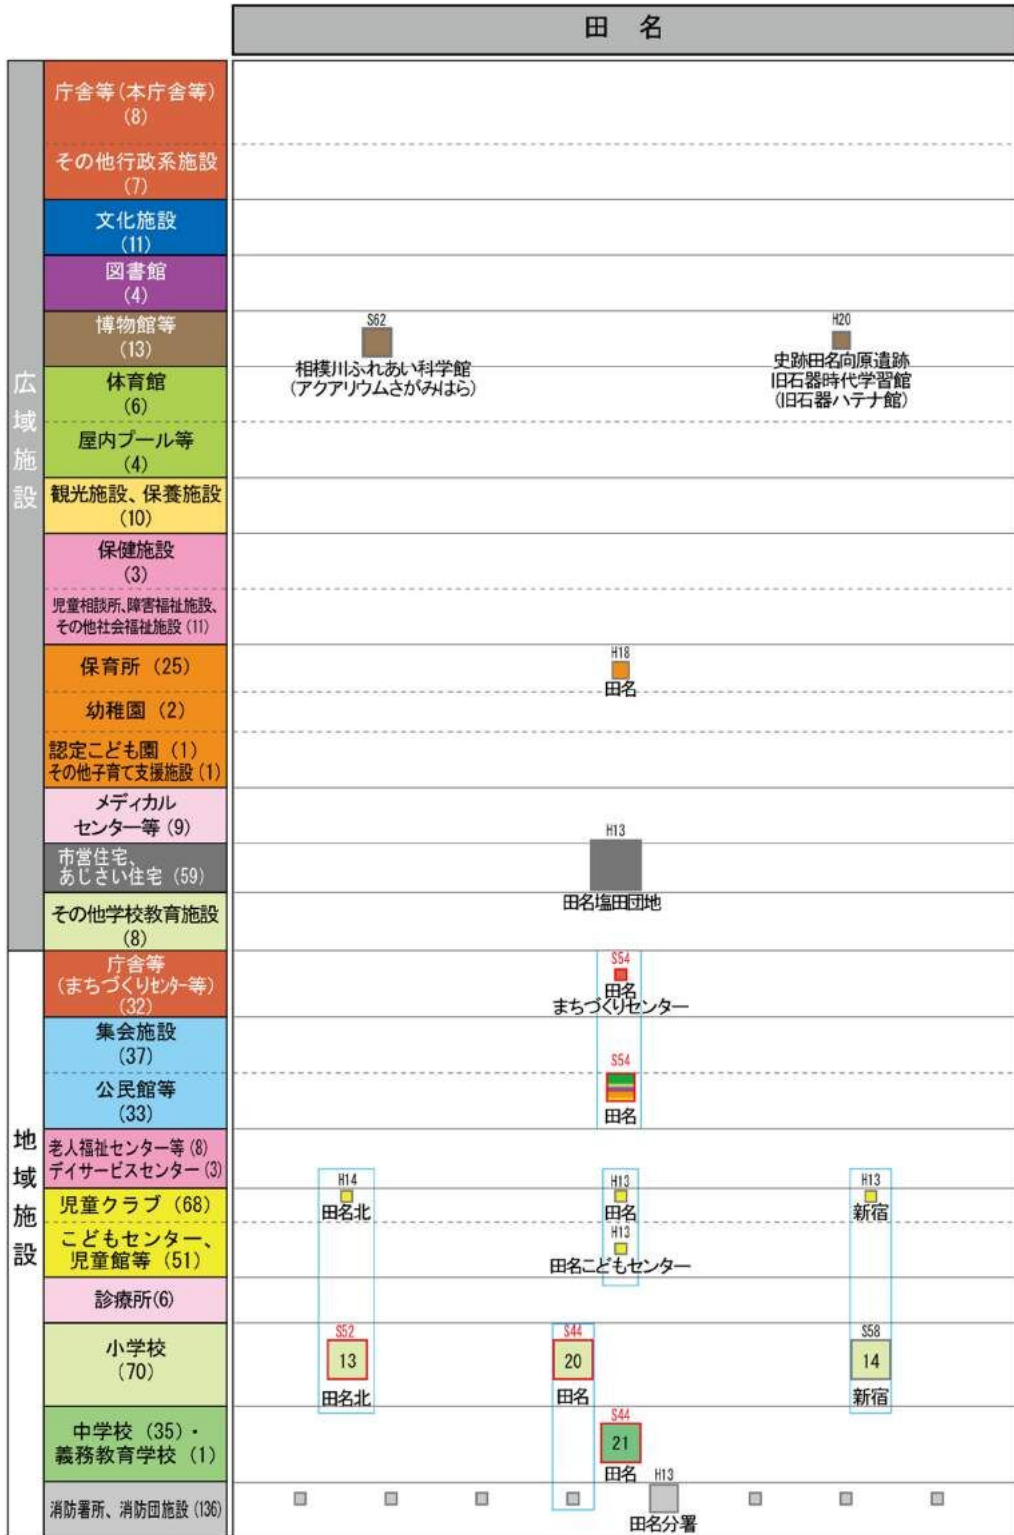 田 名
広域施設
庁舎等(本庁舎等)
(8)
その他行政系施設
(7)
文化施設
(11)
図書館
(4)
博物館等
(13)
S62
相模川ふれあい科学館
(アクアリウムさがみはら)
H20
史跡田名向原遺跡
旧石器時代学習館
(旧石器ハテナ館)
体育館
(6)
屋内プール等
(4)
観光施設、保養施設
(10)
保健施設
(3)
児童相談所、障害福祉施設、
その他社会福祉施設(11)
保育所 (25)
H18
田名
幼稚園 (2)
認定こども園 (1)
その他子育て支援施設(1)
メディカル
センター等(9)
市営住宅、
あじさい住宅(59)
H13
田名塩田団地
その他学校教育施設
(8)
地域施設
庁舎等
(まちづくりセンター等)
(32)
S54
田名
まちづくりセンター
集会施設
(37)
公民館等
(33)
S54
田名
老人福祉センター等(8)
デイサービスセンター(3)
児童クラブ(68)
H14
田名北
H13
田名
H13
新宿
こどもセンター、
児童館等(51)
H13
田名こどもセンター
診療所(6)
小学校
(70)
S52
13
田名北
S44
20
田名
S58
14
新宿
中学校 (35)・
義務教育学校 (1)
S44
21
田名
消防署所、消防団施設(136)
H13
田名分署